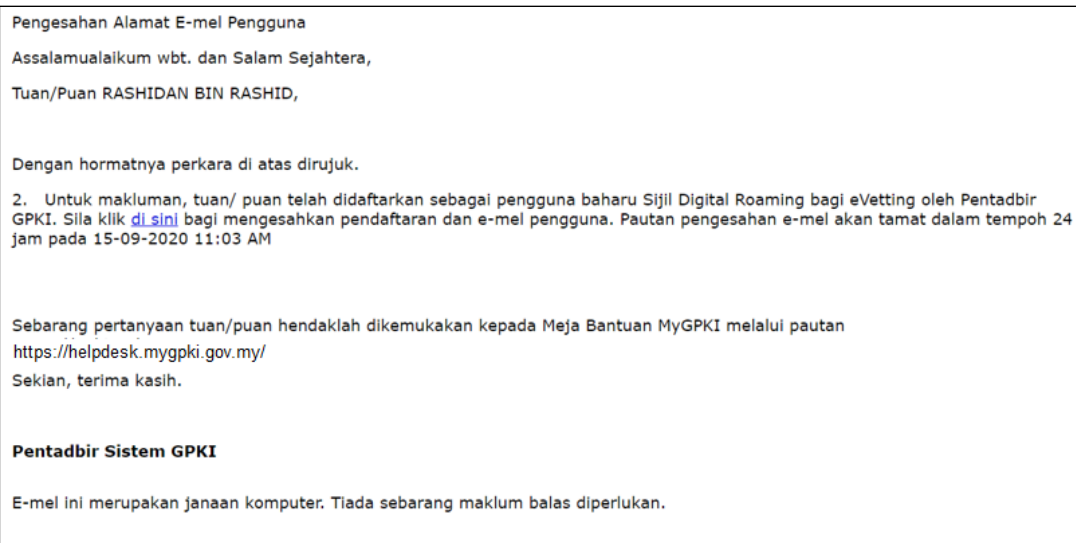 Pengesahan Alamat E-mel Pengguna
Assalamualaikum wbt. dan Salam Sejahtera,
Tuan/Puan RASHIDAN BIN RASHID,
Dengan hormatnya perkara di atas dirujuk.
2. Untuk makluman, tuan/ puan telah didaftarkan sebagai pengguna baharu Sijil Digital Roaming bagi eVetting oleh Pentadbir
GPKI. Sila klik di sini bagi mengesahkan pendaftaran dan e-mel pengguna. Pautan pengesahan e-mel akan tamat dalam tempoh 24
jam pada 15-09-2020 11:03 AM
Sebarang pertanyaan tuan/puan hendaklah dikemukakan kepada Meja Bantuan MyGPKI melalui pautan
https://helpdesk.mygpki.gov.my/
Sekian, terima kasih.
Pentadbir Sistem GPKI
E-mel ini merupakan janaan komputer. Tiada sebarang maklum balas diperlukan.